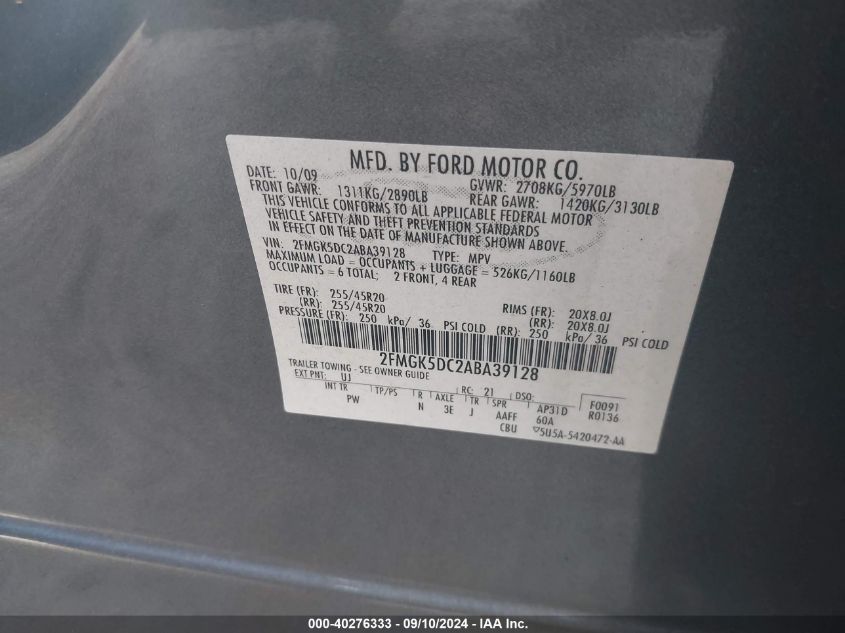 MFD. BY FORD MOTOR CO.
DATE: 10/09 GVWR: 2708KG/5970LB
FRONT GAWR: 1311KG/2890LB REAR GAWR: 1420KG/3130LB
THIS VEHICLE CONFORMS TO ALL APPLICABLE FEDERAL MOTOR
VEHICLE SAFETY AND THEFT PREVENTION STANDARDS
IN EFFECT ON THE DATE OF MANUFACTURE SHOWN ABOVE.
VIN: 2FMGK5DC2ABA39128 TYPE: MPV
MAXIMUM LOAD = OCCUPANTS + LUGGAGE = 526KG/1160LB
OCCUPANTS = 6 TOTAL; 2 FRONT, 4 REAR
TIRE (FR): 255/45R20 RIMS (FR): 20X8.0J
(RR): 255/45R20 (RR): 20X8.0J
PRESSURE (FR): 250 kPa/ 36 PSI COLD (RR): 250 kPa/ 36 PSI COLD
2FMGK5DC2ABA39128
TRAILER TOWING - SEE OWNER GUIDE
EXT PNT: UJ RC: 21 DSO: F0091
INT TR TP/PS R AXLE TR SPR AP31D R0136
PW N 3E J AAFF 60A
CBU ▽5U5A-5420472-AA
000-40276333 - 09/10/2024 - IAA Inc.